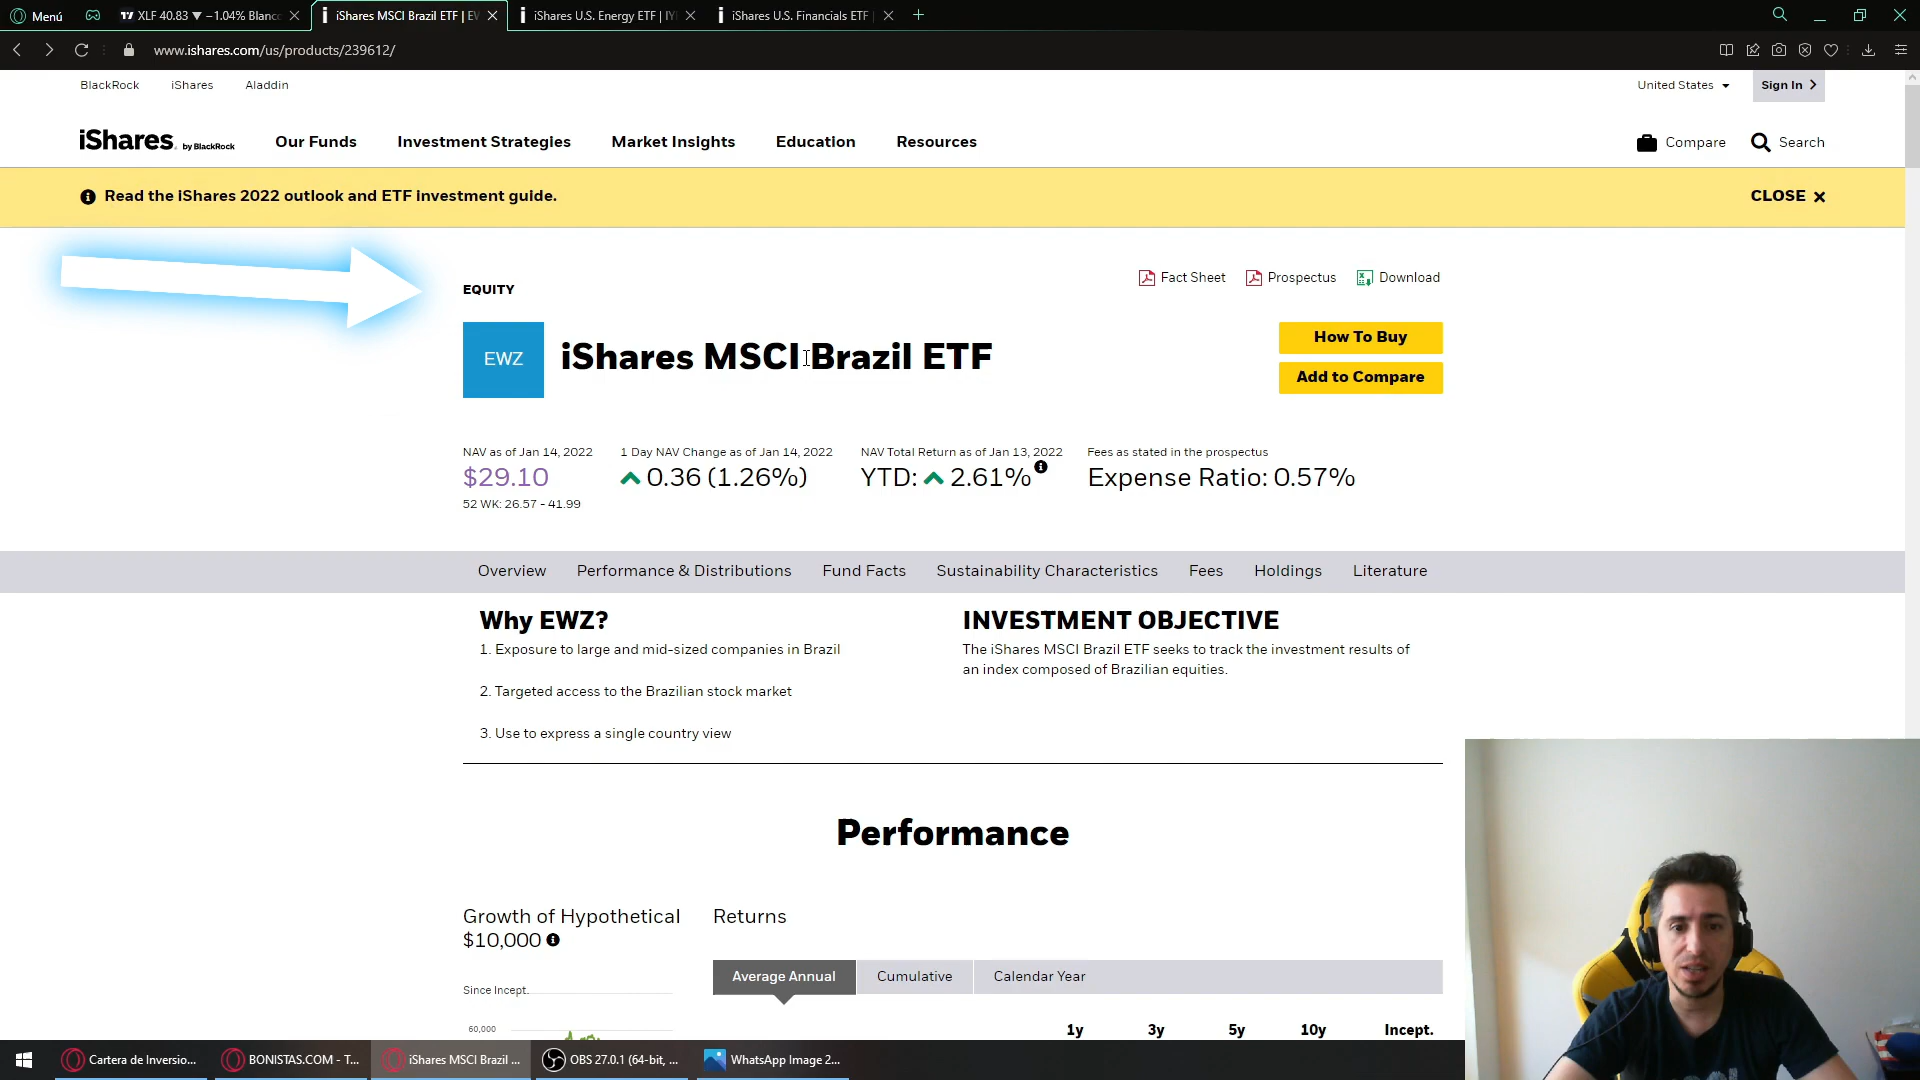 Menú
XLF 40.83 ▼ −1.04% Blanc
iShares MSCI Brazil ETF | EW
iShares U.S. Energy ETF | IY
iShares U.S. Financials ETF
www.ishares.com/us/products/239612/
BlackRock iShares Aladdin
United States
Sign In
iShares. by BlackRock
Our Funds Investment Strategies Market Insights Education Resources
Compare Search
Read the iShares 2022 outlook and ETF investment guide.
CLOSE
EQUITY
Fact Sheet Prospectus Download
EWZ
iShares MSCI Brazil ETF
How To Buy
Add to Compare
NAV as of Jan 14, 2022
$29.10
52 WK: 26.57 - 41.99
1 Day NAV Change as of Jan 14, 2022
0.36 (1.26%)
NAV Total Return as of Jan 13, 2022
YTD: 2.61%
Fees as stated in the prospectus
Expense Ratio: 0.57%
Overview Performance & Distributions Fund Facts Sustainability Characteristics Fees Holdings Literature
Why EWZ?
1. Exposure to large and mid-sized companies in Brazil
2. Targeted access to the Brazilian stock market
3. Use to express a single country view
INVESTMENT OBJECTIVE
The iShares MSCI Brazil ETF seeks to track the investment results of
an index composed of Brazilian equities.
Performance
Growth of Hypothetical
$10,000
Since Incept.
60,000
Returns
Average Annual Cumulative Calendar Year
1y 3y 5y 10y Incept.
Cartera de Inversio...
BONISTAS.COM - T...
iShares MSCI Brazil ...
OBS 27.0.1 (64-bit, ...
WhatsApp Image 2...